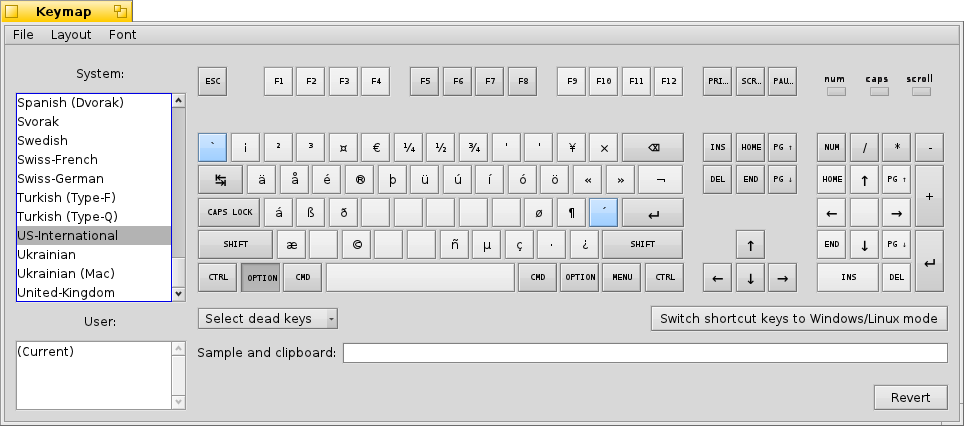 Keymap
File Layout Font
System:
Spanish (Dvorak)
Svorak
Swedish
Swiss-French
Swiss-German
Turkish (Type-F)
Turkish (Type-Q)
US-International
Ukrainian
Ukrainian (Mac)
United-Kingdom
User:
(Current)
ESC F1 F2 F3 F4 F5 F6 F7 F8 F9 F10 F11 F12 PRI… SCR… PAU… num caps scroll
` ¡ ² ³ ¤ € ¼ ½ ¾ ‘ ’ ¥ × ⌫ INS HOME PG ↑ NUM / * -
↹ ä å é ® þ ü ú í ó ö « » ¬ DEL END PG ↓ HOME ↑ PG ↑ +
CAPS LOCK á ß ð ø ¶ ´ ↵ ← →
SHIFT æ © ñ µ ç · ¿ SHIFT ↑ END ↓ PG ↓ ↵
CTRL OPTION CMD CMD OPTION MENU CTRL ← ↓ → INS DEL
Select dead keys
Switch shortcut keys to Windows/Linux mode
Sample and clipboard:
Revert